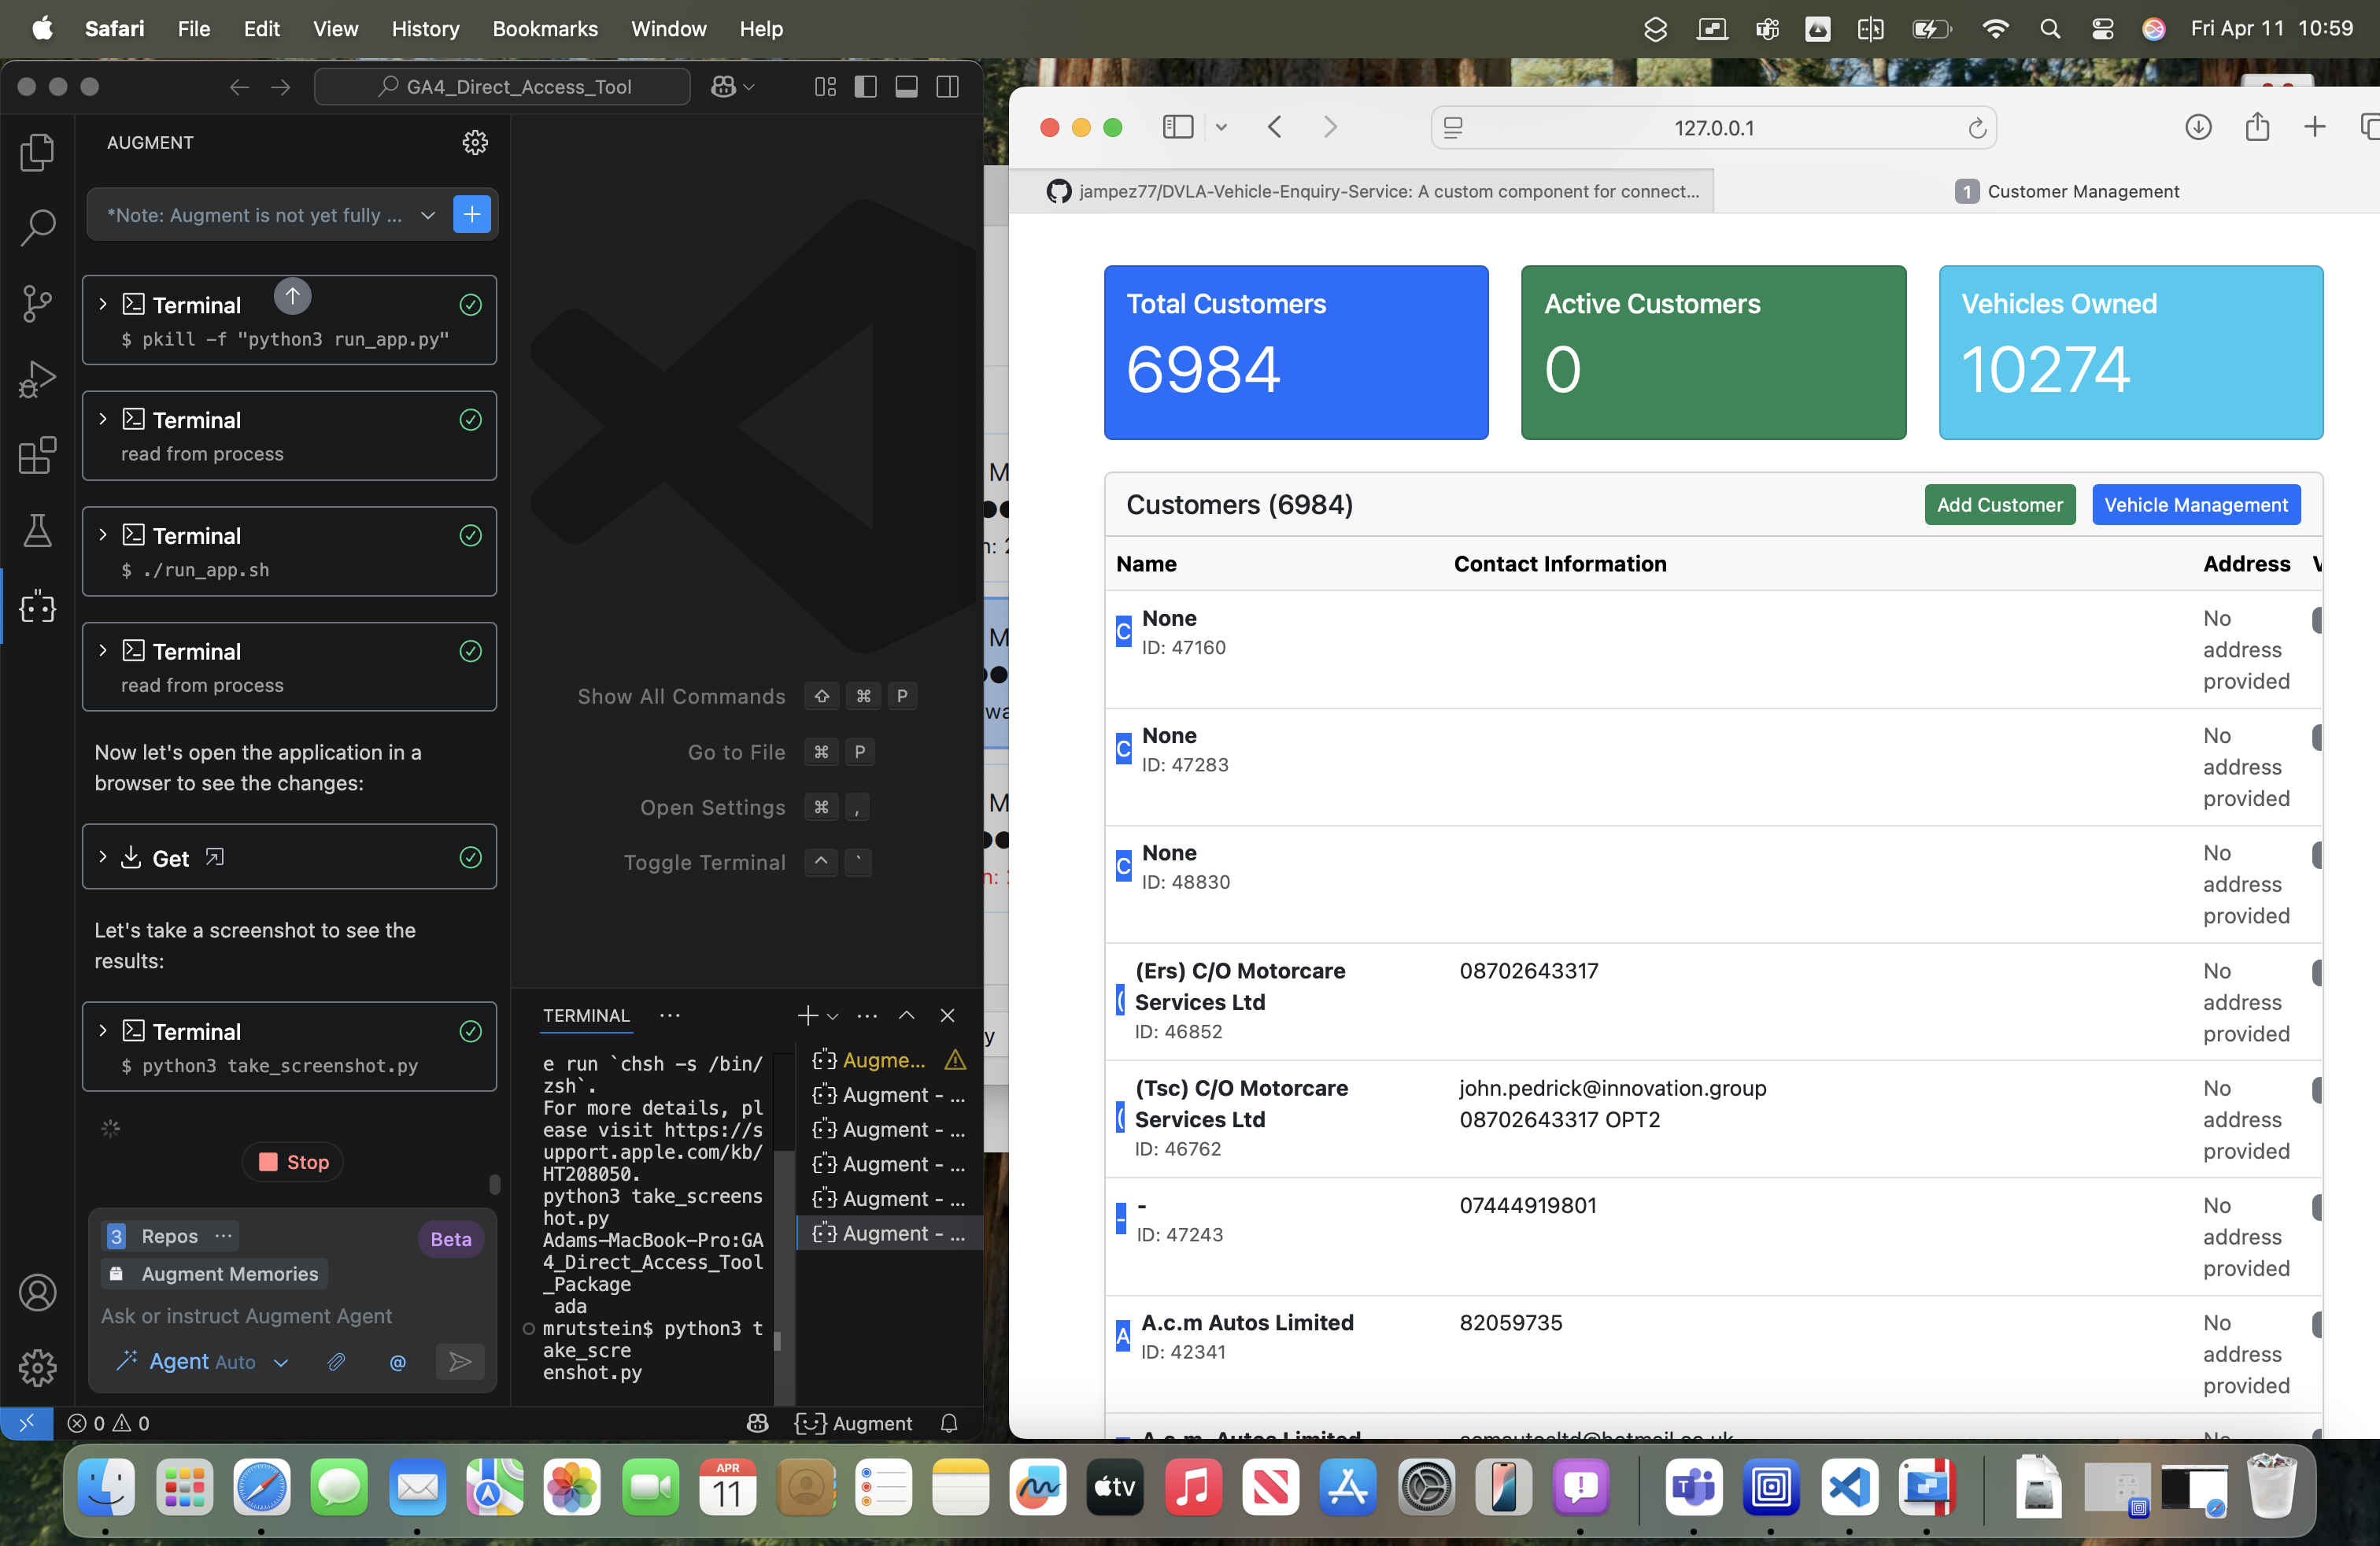 Safari File Edit View History Bookmarks Window Help
Fri Apr 11 10:59
GA4_Direct_Access_Tool
AUGMENT
*Note: Augment is not yet fully ...
Terminal
$ pkill -f "python3 run_app.py"
Terminal
read from process
Terminal
$ ./run_app.sh
Terminal
read from process
Now let's open the application in a
browser to see the changes:
Get
Let's take a screenshot to see the
results:
Terminal
$ python3 take_screenshot.py
Stop
3 Repos ...
Beta
Augment Memories
Ask or instruct Augment Agent
Agent Auto
@
0 0
Show All Commands ⇧ ⌘ P
Go to File ⌘ P
Open Settings ⌘ ,
Toggle Terminal ^ `
TERMINAL ...
e run `chsh -s /bin/
zsh`.
For more details, pl
ease visit https://s
upport.apple.com/kb/
HT208050.
python3 take_screens
hot.py
Adams-MacBook-Pro:GA
4_Direct_Access_Tool
_Package
ada
mrutstein$ python3 t
ake_scre
enshot.py
Augme...
Augment - ...
Augment - ...
Augment - ...
Augment - ...
Augment - ...
Augment
127.0.0.1
jampez77/DVLA-Vehicle-Enquiry-Service: A custom component for connect...
1 Customer Management
Total Customers
6984
Active Customers
0
Vehicles Owned
10274
Customers (6984)
Add Customer
Vehicle Management
Name Contact Information Address
C None
ID: 47160
No
address
provided
C None
ID: 47283
No
address
provided
C None
ID: 48830
No
address
provided
( (Ers) C/O Motorcare
Services Ltd
ID: 46852
08702643317
No
address
provided
( (Tsc) C/O Motorcare
Services Ltd
ID: 46762
john.pedrick@innovation.group
08702643317 OPT2
No
address
provided
- -
ID: 47243
07444919801
No
address
provided
A A.c.m Autos Limited
ID: 42341
82059735
No
address
provided
APR
11
tv